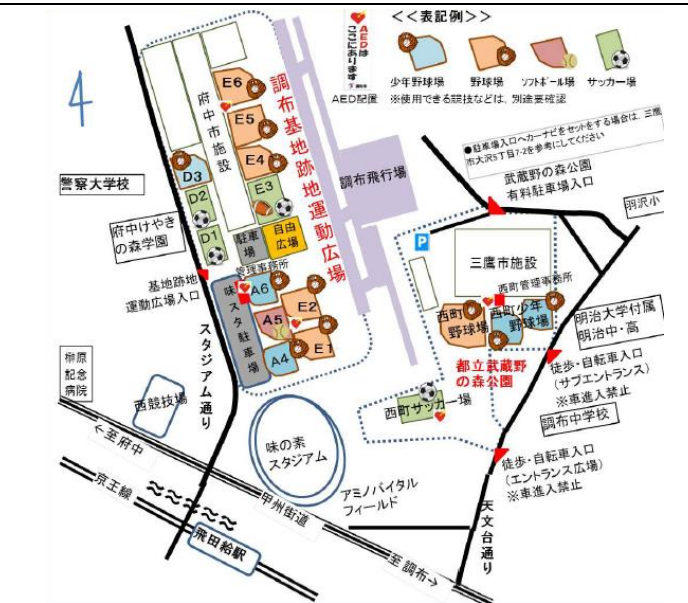 <<表記例>>
AEDは
ここにあります
AED配置
少年野球場
野球場
ソフトボール場
サッカー場
※使用できる競技などは、別途要確認
●駐車場入口へカーナビをセットをする場合は、三鷹
市大沢5丁目7-2を参考にしてください
E6
E5
E4
E3
府中市施設
調布基地跡地運動広場
調布飛行場
武蔵野の森公園
有料駐車場入口
羽沢小
警察大学校
D3
D2
D1
府中けやき
の森学園
駐車場
自由
広場
P
三鷹市施設
西町管理事務所
管理事務所
基地跡地
運動広場入口
味スタ駐車場
A6
A5
A4
E2
E1
西町
野球場
西町少年
野球場
明治大学付属
明治中・高
都立武蔵野
の森公園
徒歩・自転車入口
(サブエントランス)
※車進入禁止
スタジアム通り
榊原
記念
病院
西競技場
西町サッカー場
調布中学校
←至府中
味の素
スタジアム
徒歩・自転車入口
(エントランス広場)
※車進入禁止
アミノバイタル
フィールド
京王線
甲州街道
天文台通り
飛田給駅
至調布→
4